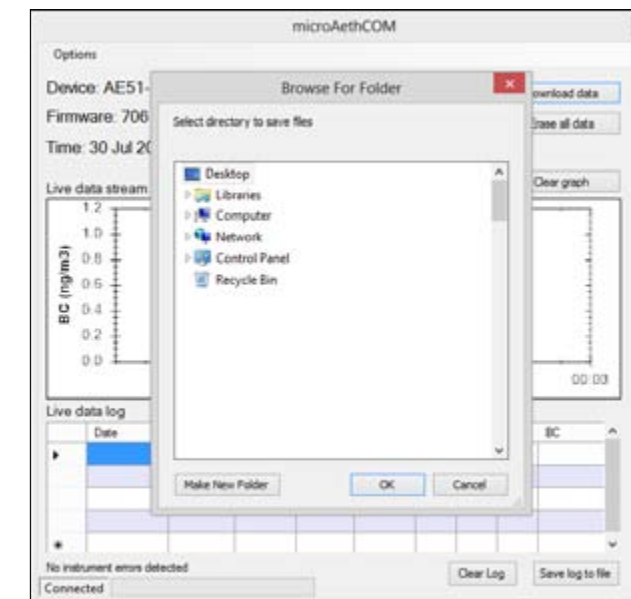 microAethCOM
Options
Device: AE51-
Firmware: 706
Time: 30 Jul 20
Download data
Erase all data
Clear graph
Browse For Folder
Select directory to save files
Desktop
Libraries
Computer
Network
Control Panel
Recycle Bin
Make New Folder
OK
Cancel
Live data stream
BC (ng/m3)
1.2
1.0
0.8
0.6
0.4
0.2
0.0
00:03
Live data log
Date
BC
No instrument errors detected
Clear Log
Save log to file
Connected